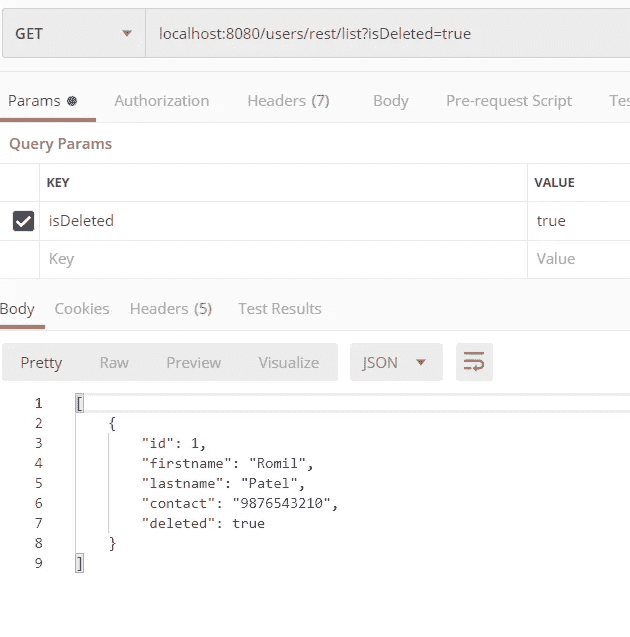 GET localhost:8080/users/rest/list?isDeleted=true
Params Authorization Headers (7) Body Pre-request Script Tes
Query Params
KEY VALUE
isDeleted true
Key Value
Body Cookies Headers (5) Test Results
Pretty Raw Preview Visualize JSON
1 [
2 {
3 "id": 1,
4 "firstname": "Romil",
5 "lastname": "Patel",
6 "contact": "9876543210",
7 "deleted": true
8 }
9 ]